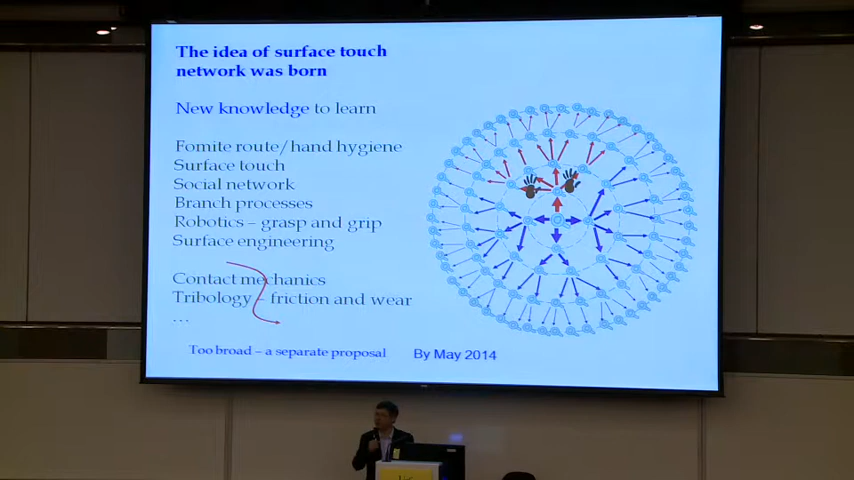 The idea of surface touch
network was born
New knowledge to learn
Fomite route/hand hygiene
Surface touch
Social network
Branch processes
Robotics – grasp and grip
Surface engineering
Contact mechanics
Tribology – friction and wear
...
Too broad – a separate proposal
By May 2014